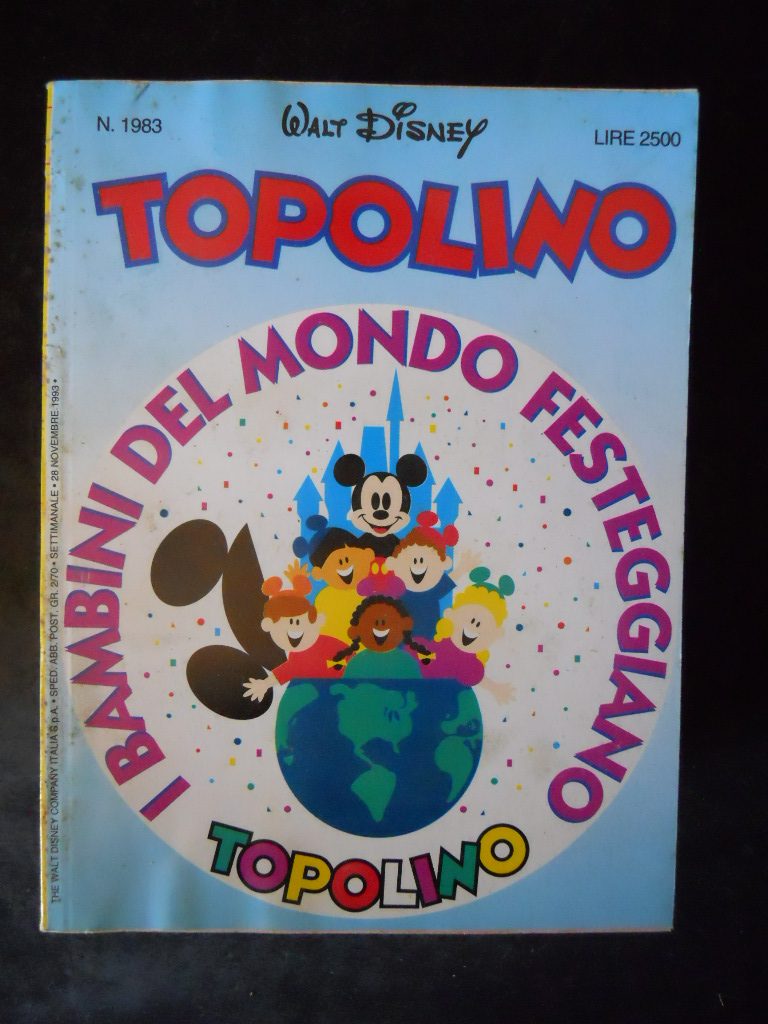 N. 1983
WALT DISNEY
LIRE 2500
TOPOLINO
I BAMBINI DEL MONDO FESTEGGIANO
TOPOLINO
THE WALT DISNEY COMPANY ITALIA S.p.A. • SPED. ABB. POST. GR. 2/70 • SETTIMANALE • 28 NOVEMBRE 1993 •